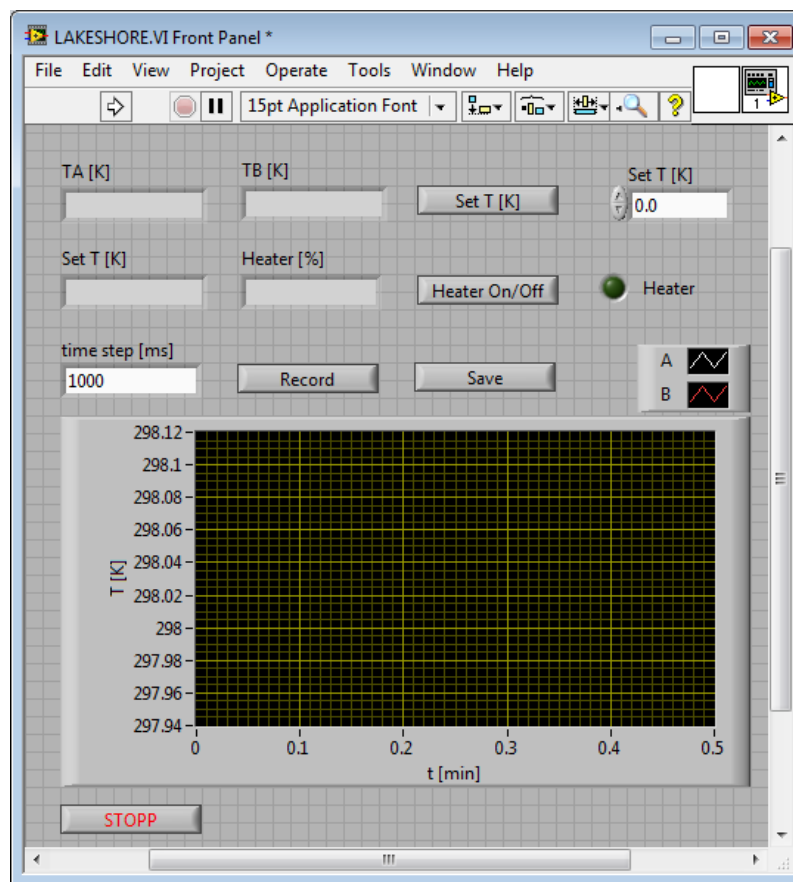 LAKESHORE.VI Front Panel *
File Edit View Project Operate Tools Window Help
15pt Application Font
1
TA [K]
TB [K]
Set T [K]
Set T [K]
0.0
Set T [K]
Heater [%]
Heater On/Off
Heater
time step [ms]
1000
Record
Save
A
B
298.12
298.1
298.08
298.06
298.04
298.02
298
297.98
297.96
297.94
T [K]
0 0.1 0.2 0.3 0.4 0.5
t [min]
STOPP